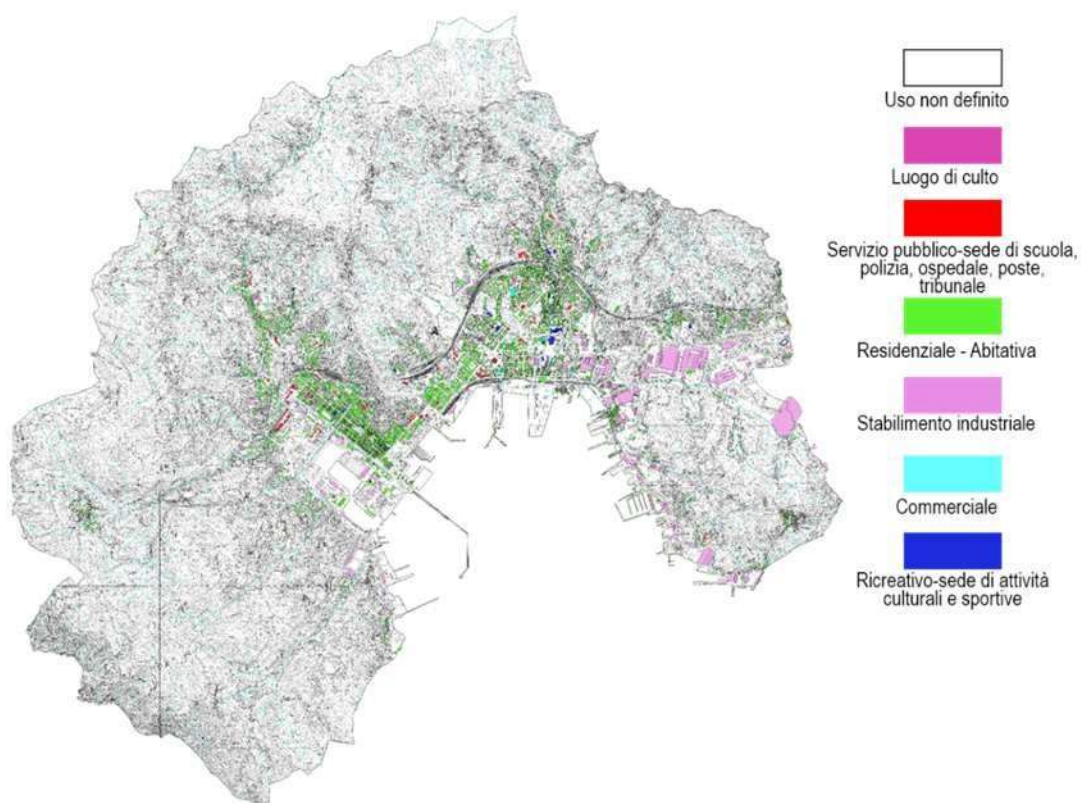 Uso non definito
Luogo di culto
Servizio pubblico-sede di scuola,
polizia, ospedale, poste,
tribunale
Residenziale - Abitativa
Stabilimento industriale
Commerciale
Ricreativo-sede di attività
culturali e sportive